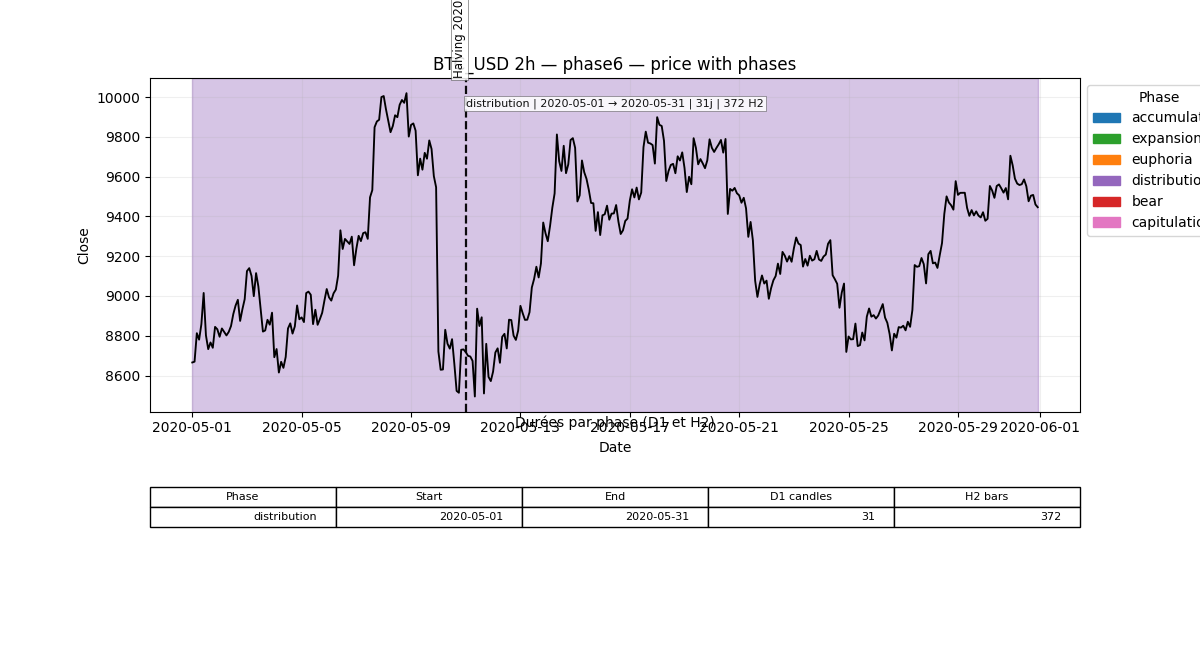 Halving 2020
BT _USD 2h — phase6 — price with phases
distribution | 2020-05-01 → 2020-05-31 | 31j | 372 H2
Close
10000
9800
9600
9400
9200
9000
8800
8600
Phase
accumulat
expansion
euphoria
distributio
bear
capitulatio
2020-05-01 2020-05-05 2020-05-09 2020-05-13 2020-05-17 2020-05-21 2020-05-25 2020-05-29 2020-06-01
Durées par phase (D1 et H2)
Date
Phase Start End D1 candles H2 bars
distribution 2020-05-01 2020-05-31 31 372